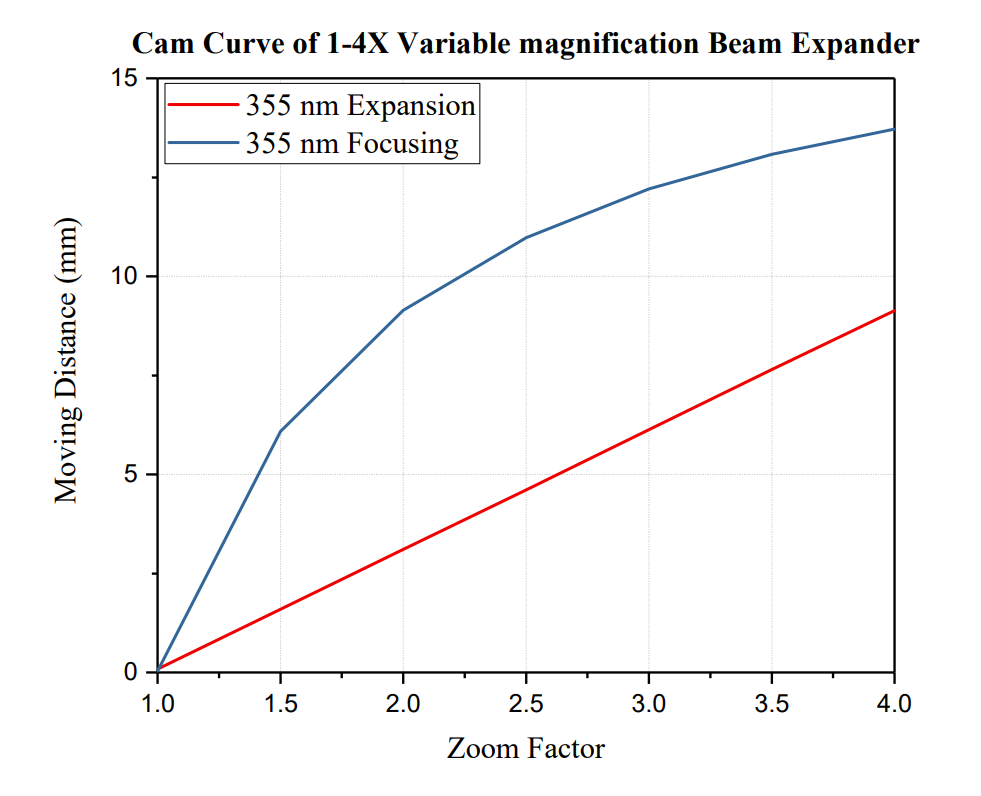 Cam Curve of 1-4X Variable magnification Beam Expander
355 nm Expansion
355 nm Focusing
15
10
5
0
Moving Distance (mm)
1.0 1.5 2.0 2.5 3.0 3.5 4.0
Zoom Factor